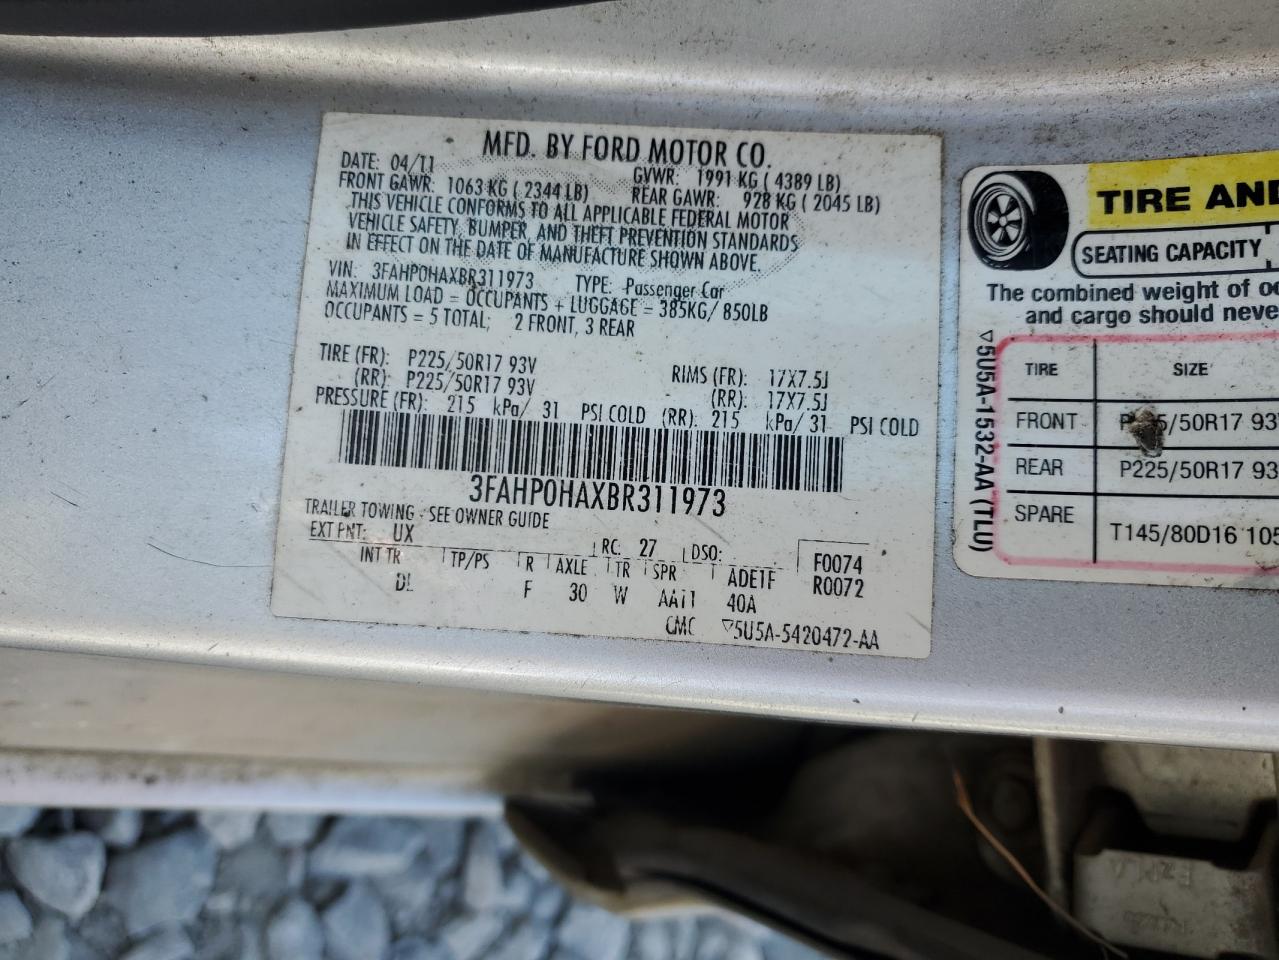 MFD. BY FORD MOTOR CO.
DATE: 04/11 GVWR: 1991 KG ( 4389 LB)
FRONT GAWR: 1063 KG ( 2344 LB) REAR GAWR: 928 KG ( 2045 LB)
THIS VEHICLE CONFORMS TO ALL APPLICABLE FEDERAL MOTOR
VEHICLE SAFETY, BUMPER, AND THEFT PREVENTION STANDARDS
IN EFFECT ON THE DATE OF MANUFACTURE SHOWN ABOVE.
VIN: 3FAHP0HAXBR311973 TYPE: Passenger Car
MAXIMUM LOAD = OCCUPANTS + LUGGAGE = 385KG/ 850LB
OCCUPANTS = 5 TOTAL; 2 FRONT, 3 REAR
TIRE (FR): P225/50R17 93V RIMS (FR): 17X7.5J
(RR): P225/50R17 93V (RR): 17X7.5J
PRESSURE (FR): 215 kPa/ 31 PSI COLD (RR): 215 kPa/ 31 PSI COLD
3FAHP0HAXBR311973
TRAILER TOWING - SEE OWNER GUIDE
EXT PNT: UX RC: 27 DSO: F0074
INT TR TP/PS R AXLE TR SPR ADE1F R0072
DL F 30 W AA11 40A
CMC ▽5U5A-5420472-AA
TIRE AND
SEATING CAPACITY
The combined weight of oc
and cargo should neve
▽5U5A-1532-AA (TLU)
TIRE SIZE
FRONT /50R17 93
REAR P225/50R17 93
SPARE T145/80D16 105